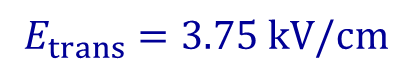 E_trans = 3.75 kV/cm